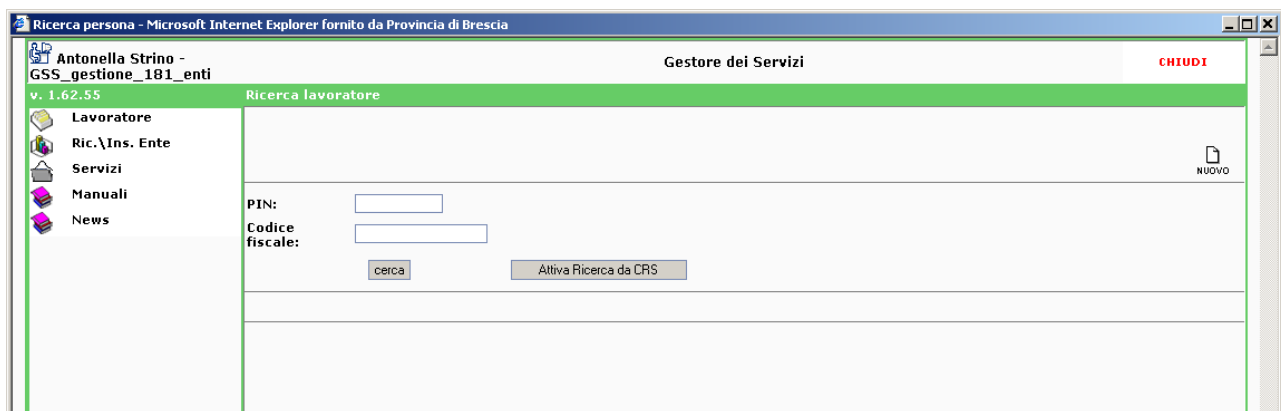 Ricerca persona - Microsoft Internet Explorer fornito da Provincia di Brescia
Antonella Strino -
GSS_gestione_181_enti
Gestore dei Servizi
CHIUDI
v. 1.62.55
Ricerca lavoratore
Lavoratore
Ric.\Ins. Ente
Servizi
Manuali
News
NUOVO
PIN:
Codice
fiscale:
cerca
Attiva Ricerca da CRS